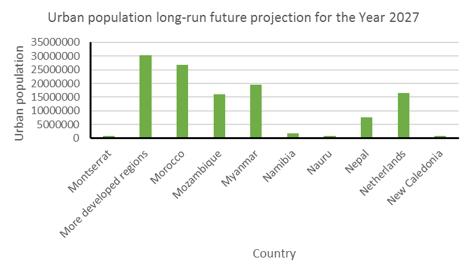 Urban population long-run future projection for the Year 2027
Urban population
35000000
30000000
25000000
20000000
15000000
10000000
5000000
0
Montserrat
More developed regions
Morocco
Mozambique
Myanmar
Namibia
Nauru
Nepal
Netherlands
New Caledonia
Country